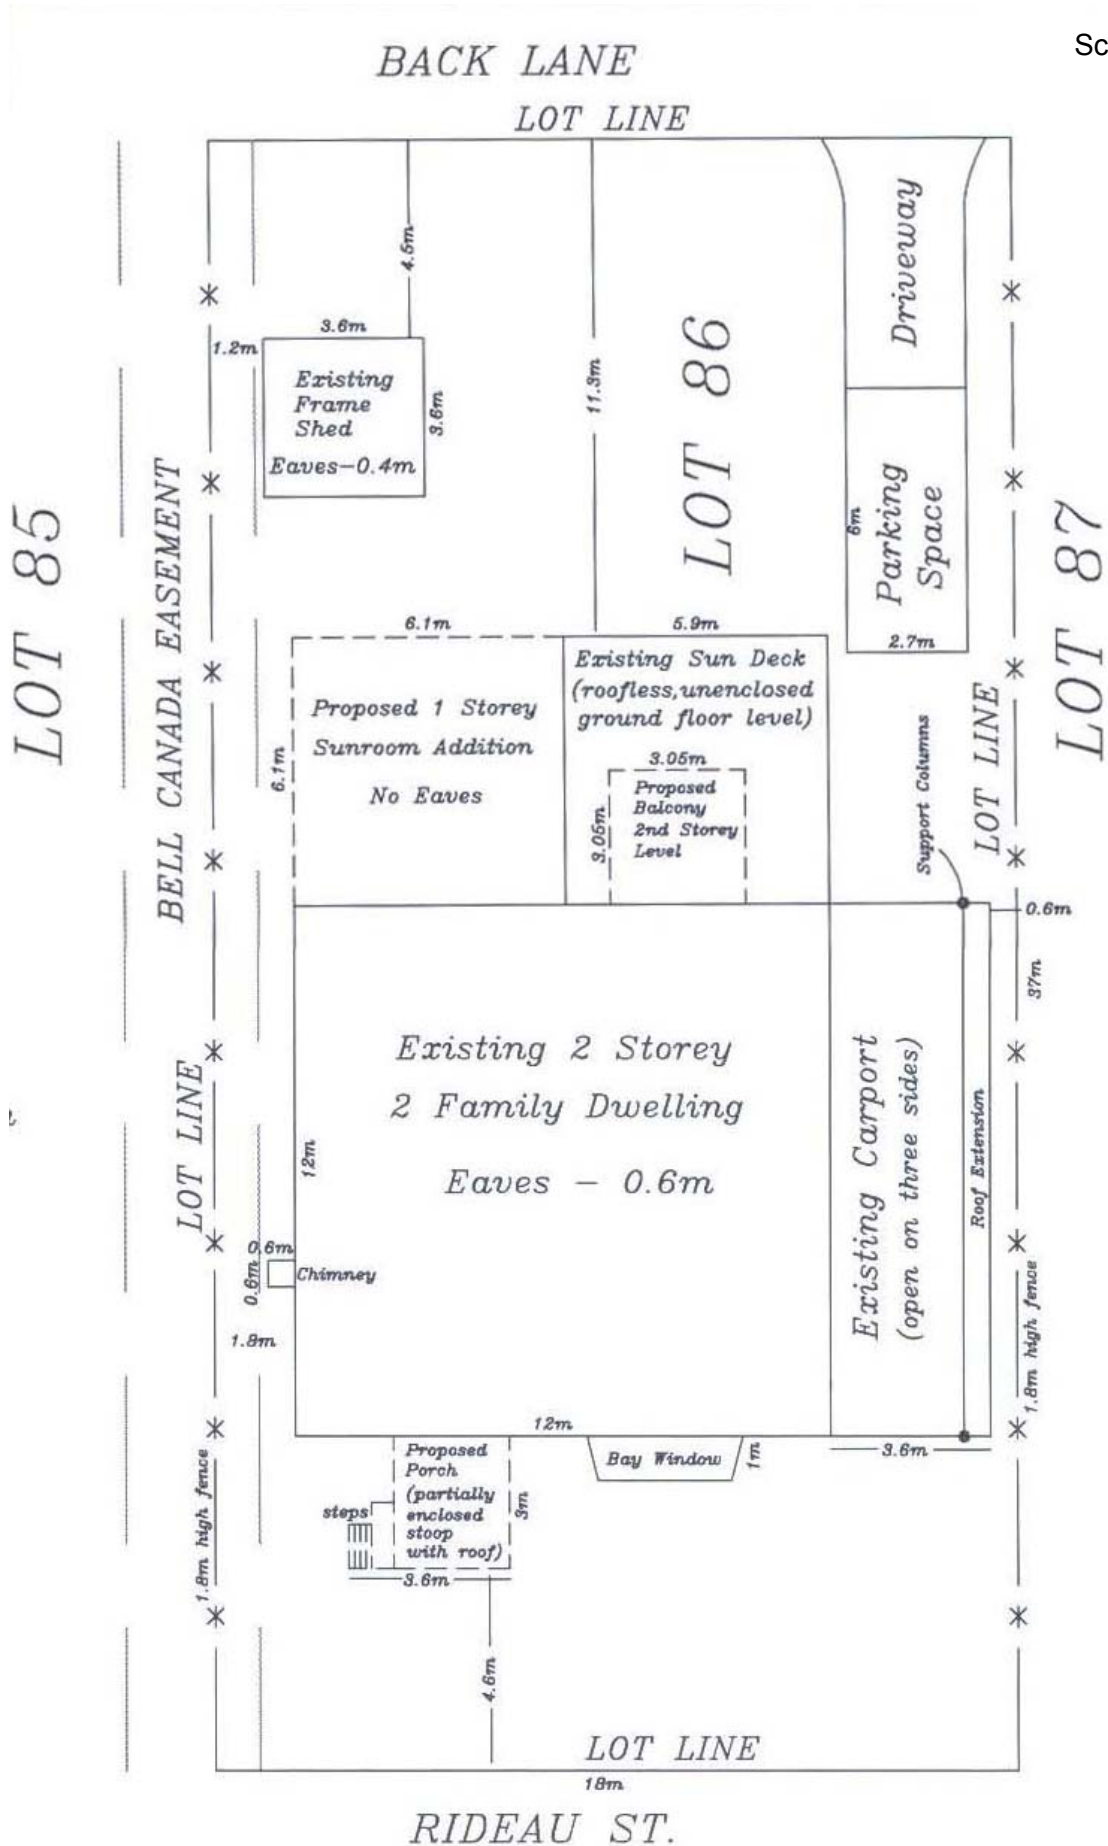 Sc
BACK LANE
LOT LINE
Driveway
4.5m
3.6m
1.2m
Existing
Frame
Shed
Eaves-0.4m
3.6m
11.3m
LOT 86
6m
Parking
Space
2.7m
LOT 85
BELL CANADA EASEMENT
LOT 87
LOT LINE
6.1m
5.9m
Proposed 1 Storey
Sunroom Addition
No Eaves
6.1m
Existing Sun Deck
(roofless,unenclosed
ground floor level)
3.05m
3.05m
Proposed
Balcony
2nd Storey
Level
Support Columns
0.6m
37m
Existing 2 Storey
2 Family Dwelling
Eaves - 0.6m
Existing Carport
(open on three sides)
Roof Extension
LOT LINE
12m
0.6m
0.6m
Chimney
1.8m
1.8m high fence
12m
Bay Window
1m
3.6m
1.8m high fence
Proposed
Porch
(partially
enclosed
stoop
with roof)
steps
3m
3.6m
4.6m
LOT LINE
18m
RIDEAU ST.